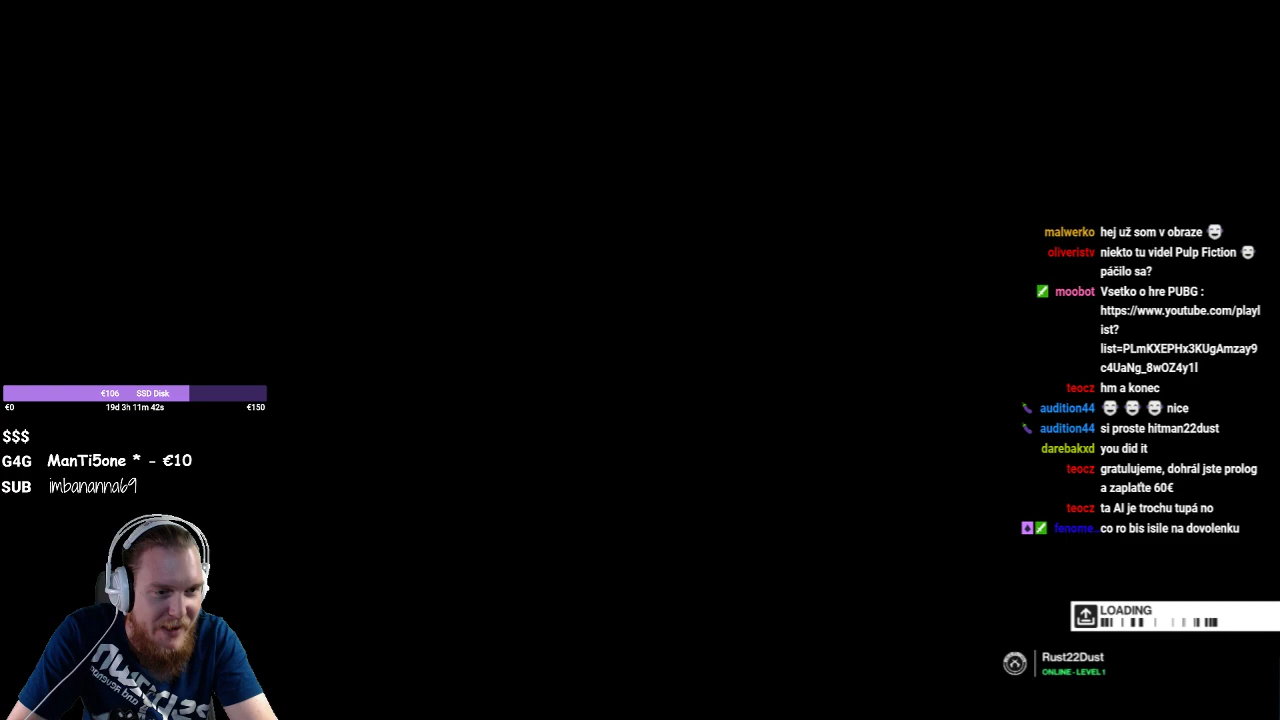 malwerko hej už som v obraze
oliveristv niekto tu videl Pulp Fiction
páčilo sa?
moobot Vsetko o hre PUBG :
https://www.youtube.com/playl
ist?
list=PLmKXEPHx3KUgAmzay9
c4UaNg_8wOZ4y1l
teocz hm a konec
audition44 nice
audition44 si proste hitman22dust
darebakxd you did it
teocz gratulujeme, dohrál jste prolog
a zaplaťte 60€
teocz ta AI je trochu tupá no
fenome.. co ro bis isile na dovolenku
€106 SSD Disk
€0 19d 3h 11m 42s €150
$$$
G4G ManTi5one * - €10
SUB imbananna69
LOADING
Rust22Dust
ONLINE - LEVEL 1